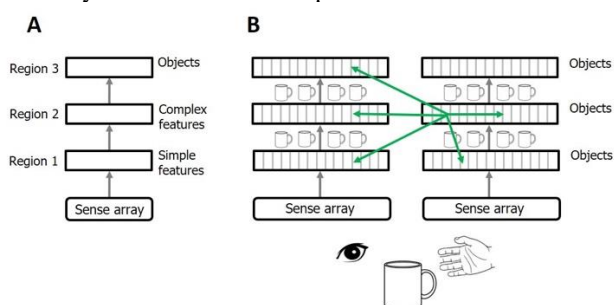 A
B
Region 3
Objects
Region 2
Complex
features
Region 1
Simple
features
Sense array
Objects
Objects
Objects
Sense array
Sense array